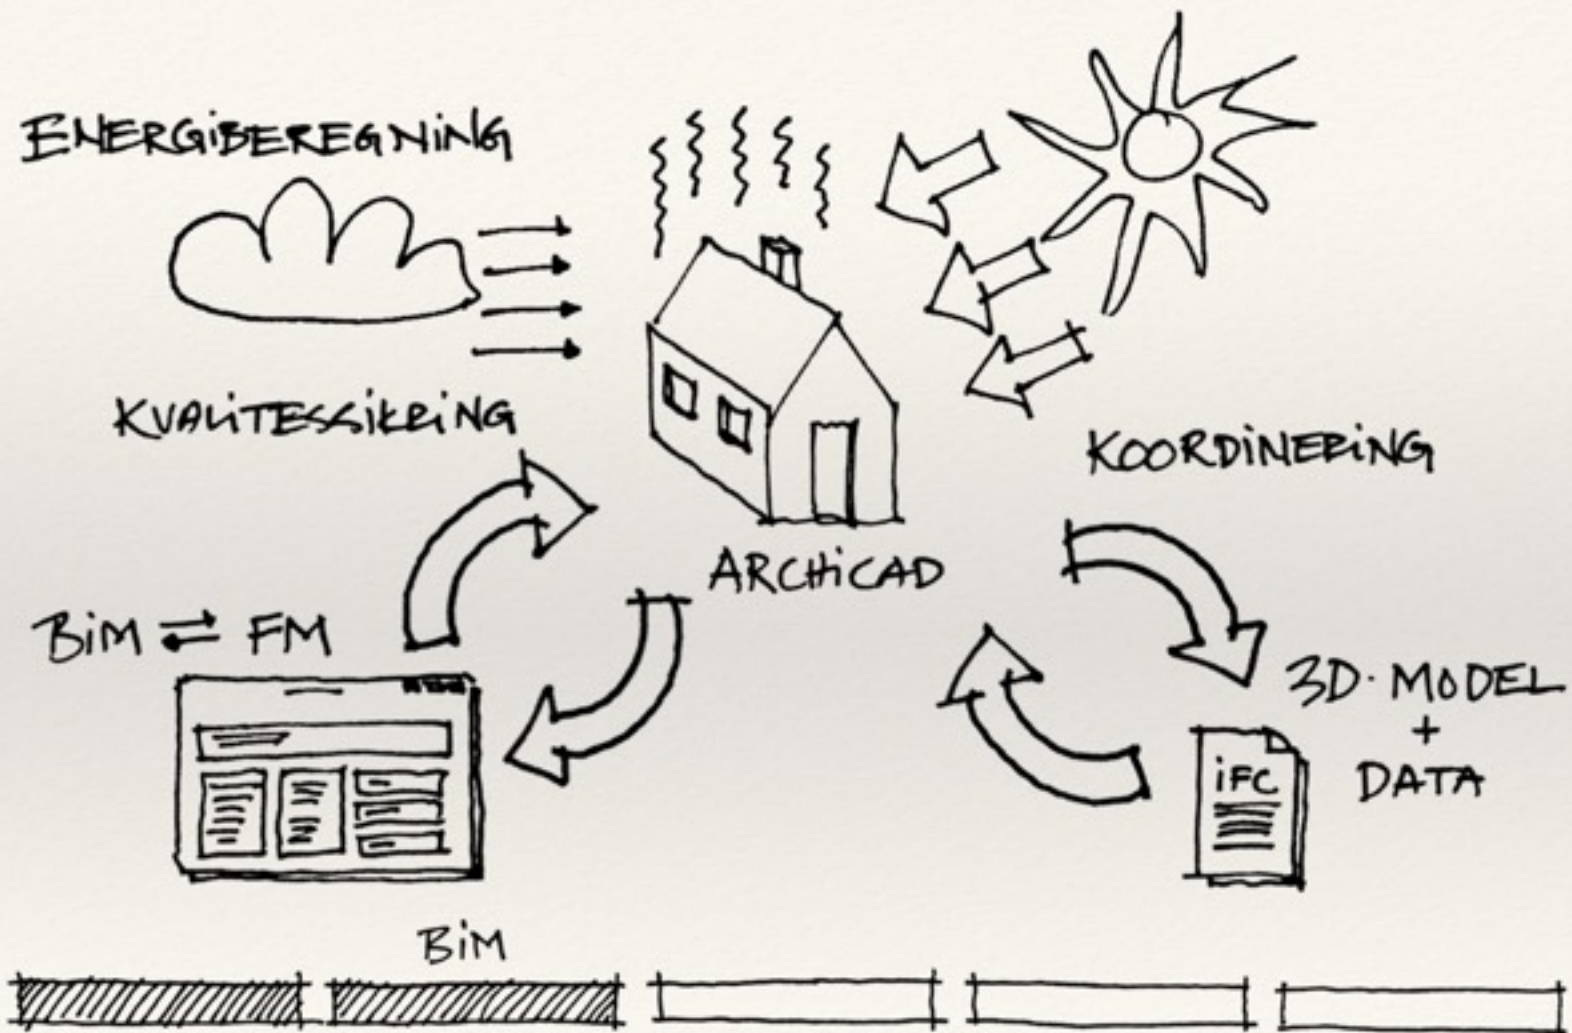 ENERGiBEREGNiNG
KVALiTESSiKRiNG
KOORDiNERiNG
ARCHiCAD
BiM ⇌ FM
3D·MODEL
+
DATA
iFC
BiM